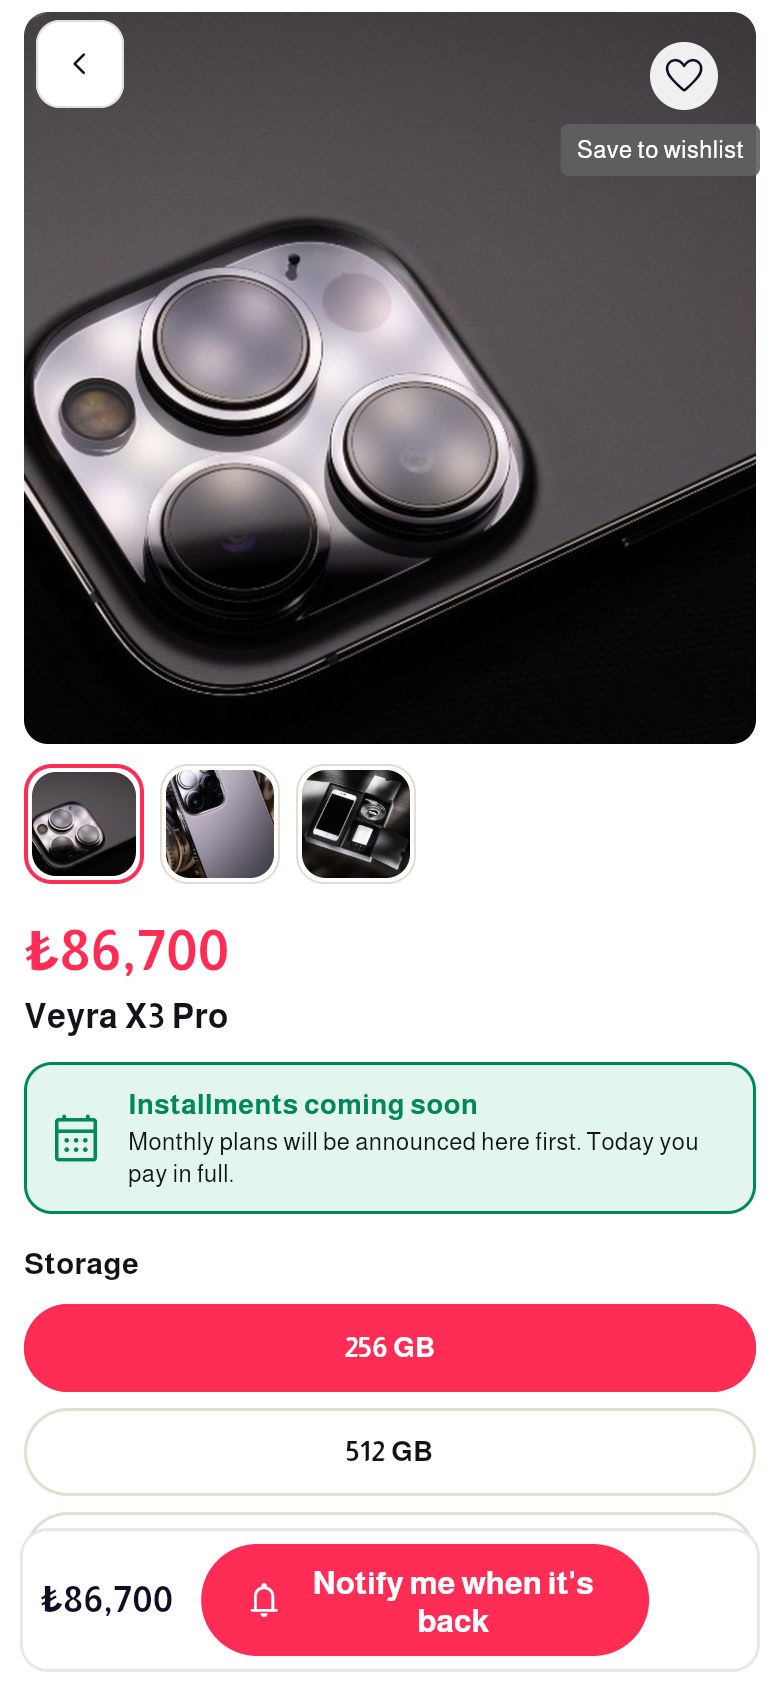 Save to wishlist
₺86,700
Veyra X3 Pro
Installments coming soon
Monthly plans will be announced here first. Today you
pay in full.
Storage
256 GB
512 GB
₺86,700
Notify me when it's
back